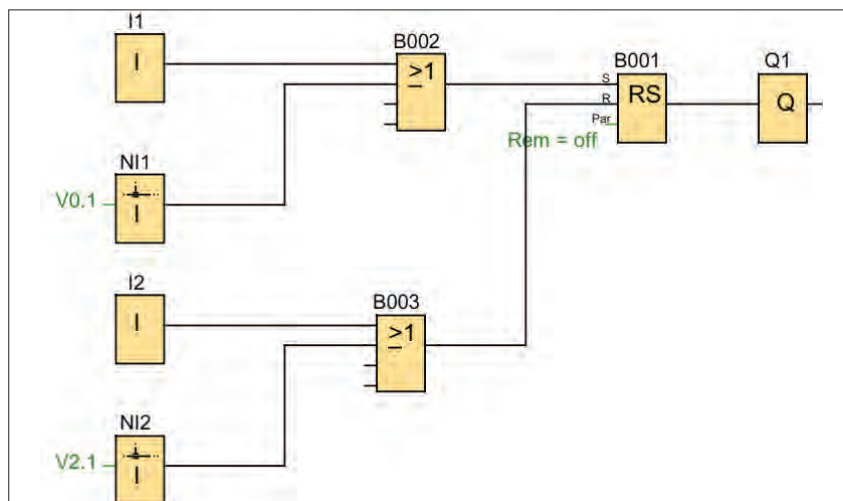 I1
I
B002
≥1
B001
S
R
RS
Par
Rem = off
Q1
Q
NI1
V0.1
I
I2
I
B003
≥1
NI2
V2.1
I